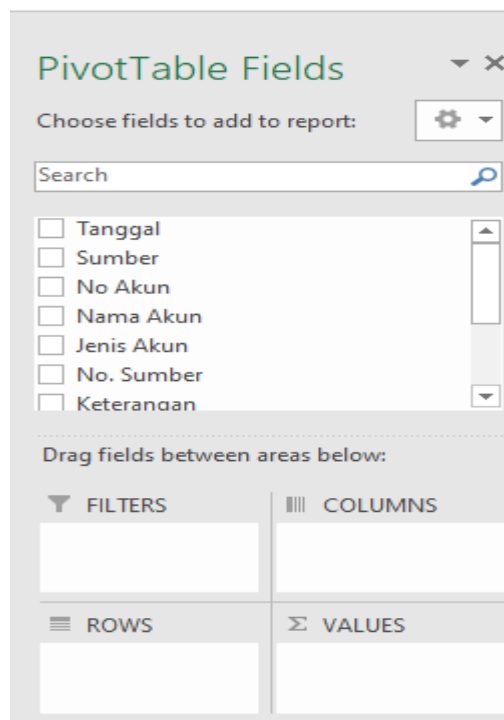 PivotTable Fields
Choose fields to add to report:
Search
Tanggal
Sumber
No Akun
Nama Akun
Jenis Akun
No. Sumber
Keterangan
Drag fields between areas below:
FILTERS
COLUMNS
ROWS
Σ VALUES